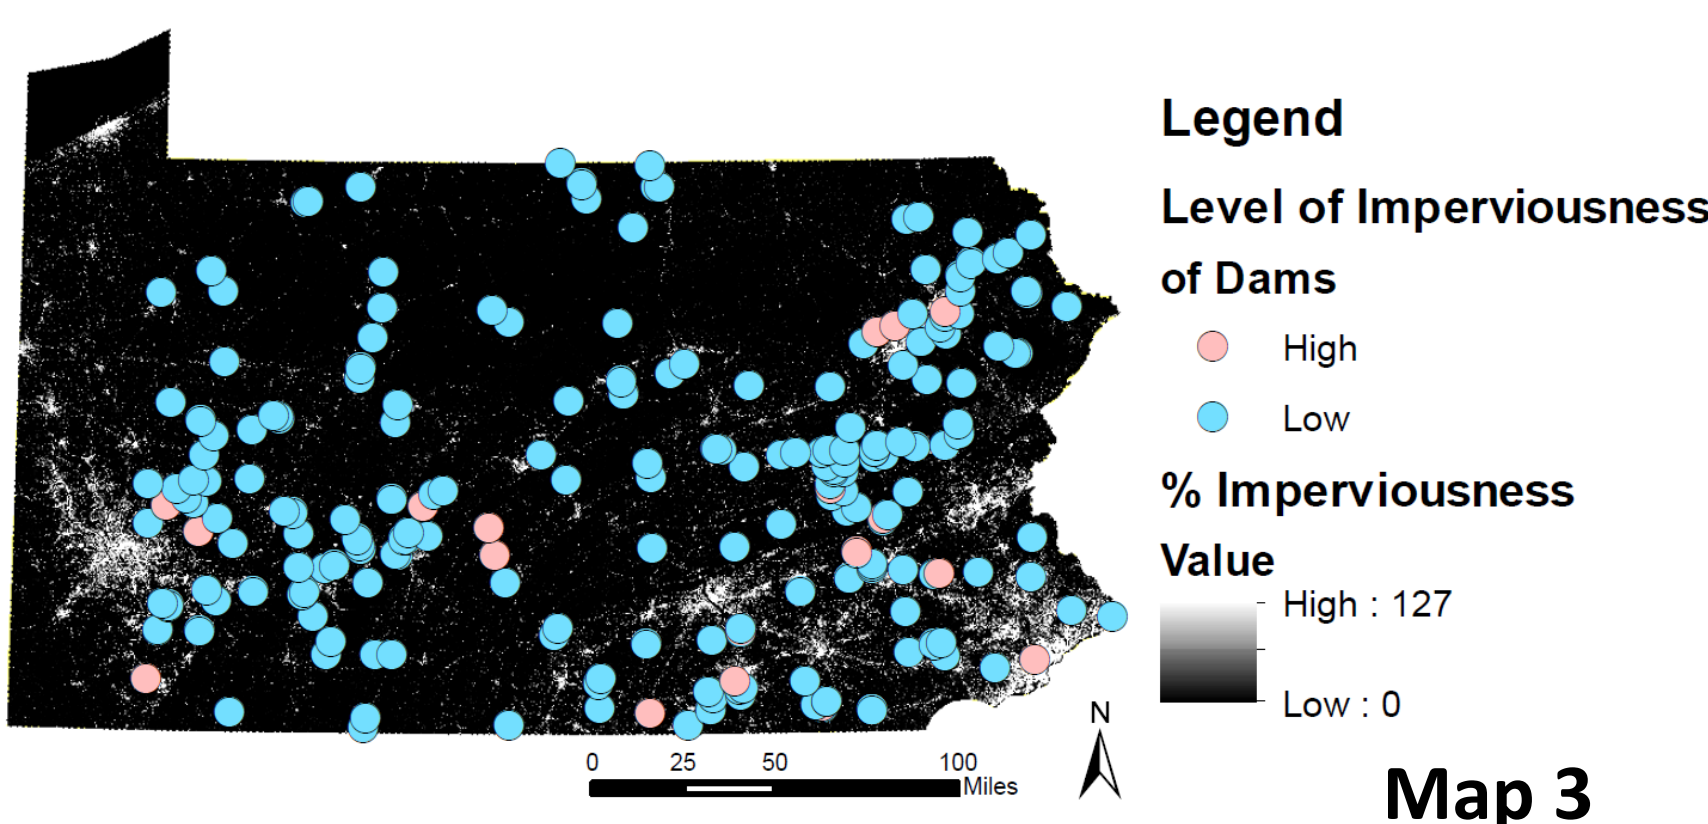 Legend
Level of Imperviousness
of Dams
High
Low
% Imperviousness
Value
High : 127
Low : 0
N
0 25 50 100
Miles
Map 3